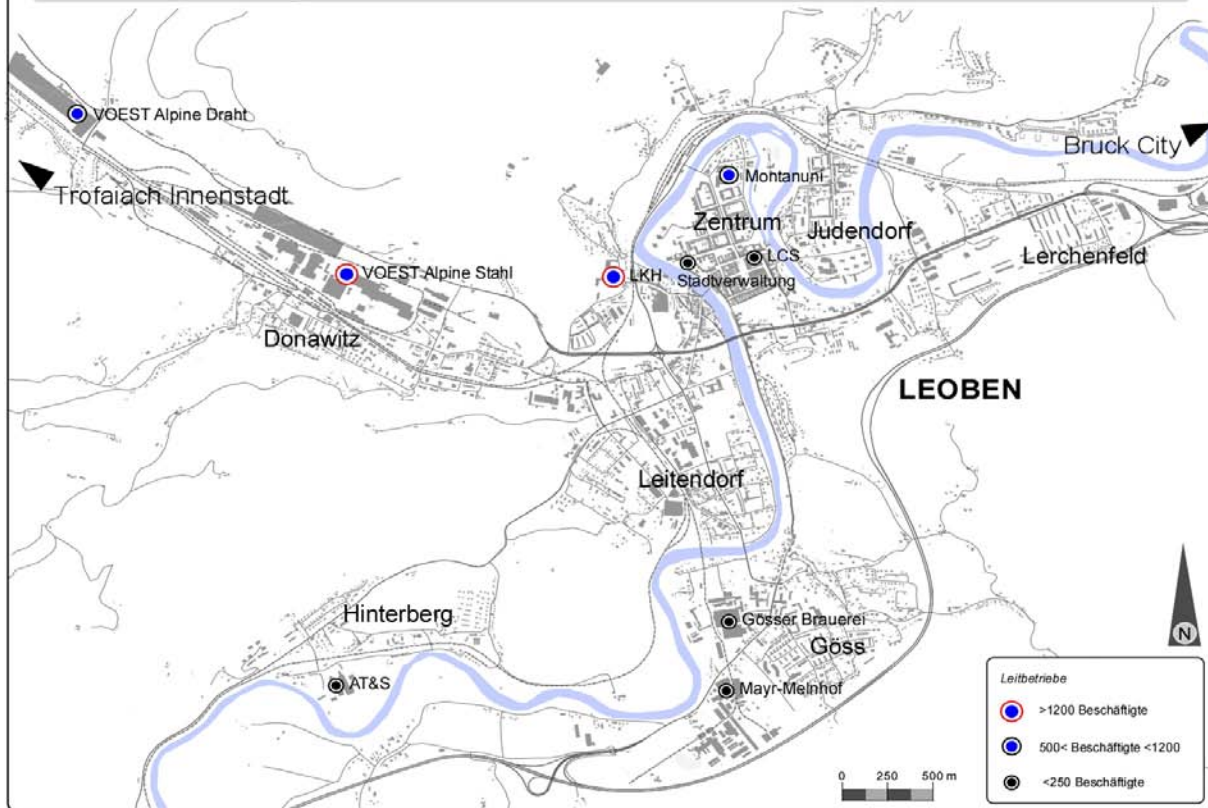 VOEST Alpine Draht
Bruck City
Trofaiach Innenstadt
Montanuni
Zentrum
Judendorf
LCS
Lerchenfeld
VOEST Alpine Stahl
LKH
Stadtverwaltung
Donawitz
LEOBEN
Leitendorf
Hinterberg
Gösser Brauerei
Göss
AT&S
Mayr-Melnhof
N
Leitbetriebe
>1200 Beschäftigte
500< Beschäftigte <1200
<250 Beschäftigte
0 250 500 m